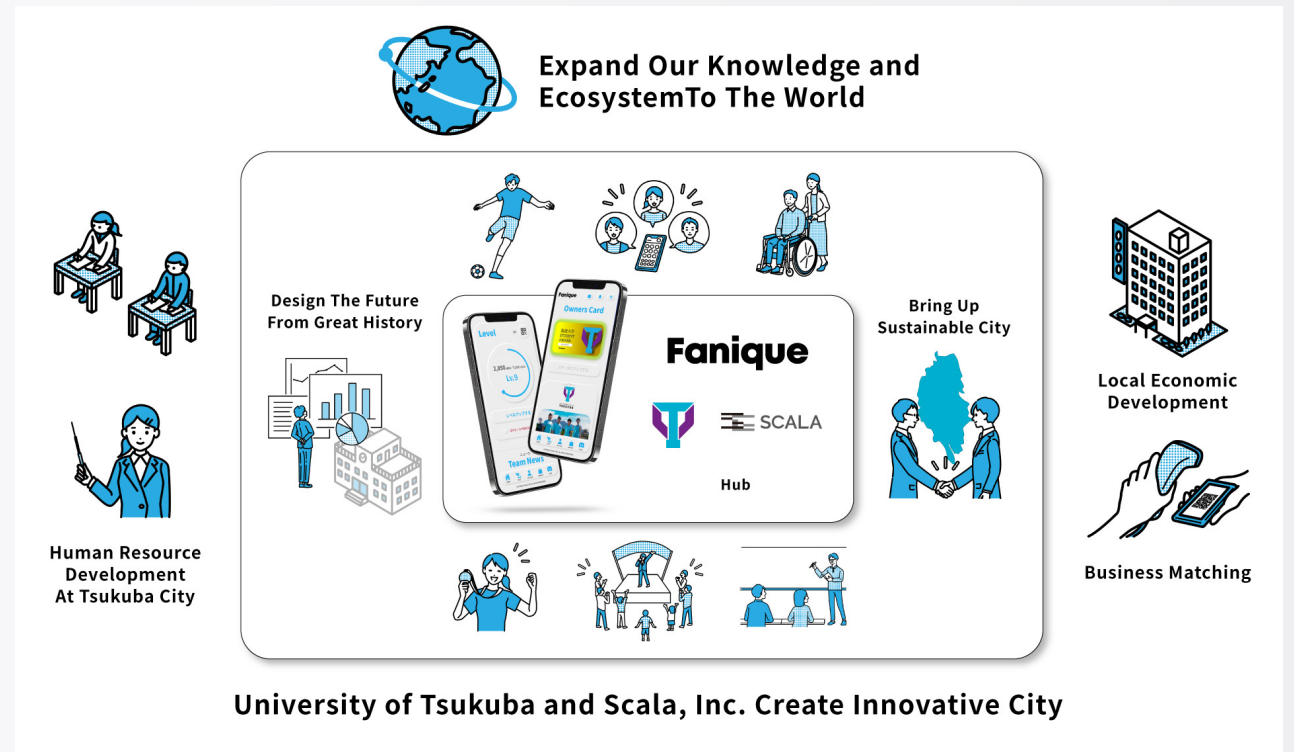 Expand Our Knowledge and
EcosystemTo The World
Design The Future
From Great History
Level
Lv.9
Team News
Fanique
Owners Card
Fanique
SCALA
Hub
Bring Up
Sustainable City
Human Resource
Development
At Tsukuba City
Local Economic
Development
Business Matching
University of Tsukuba and Scala, Inc. Create Innovative City